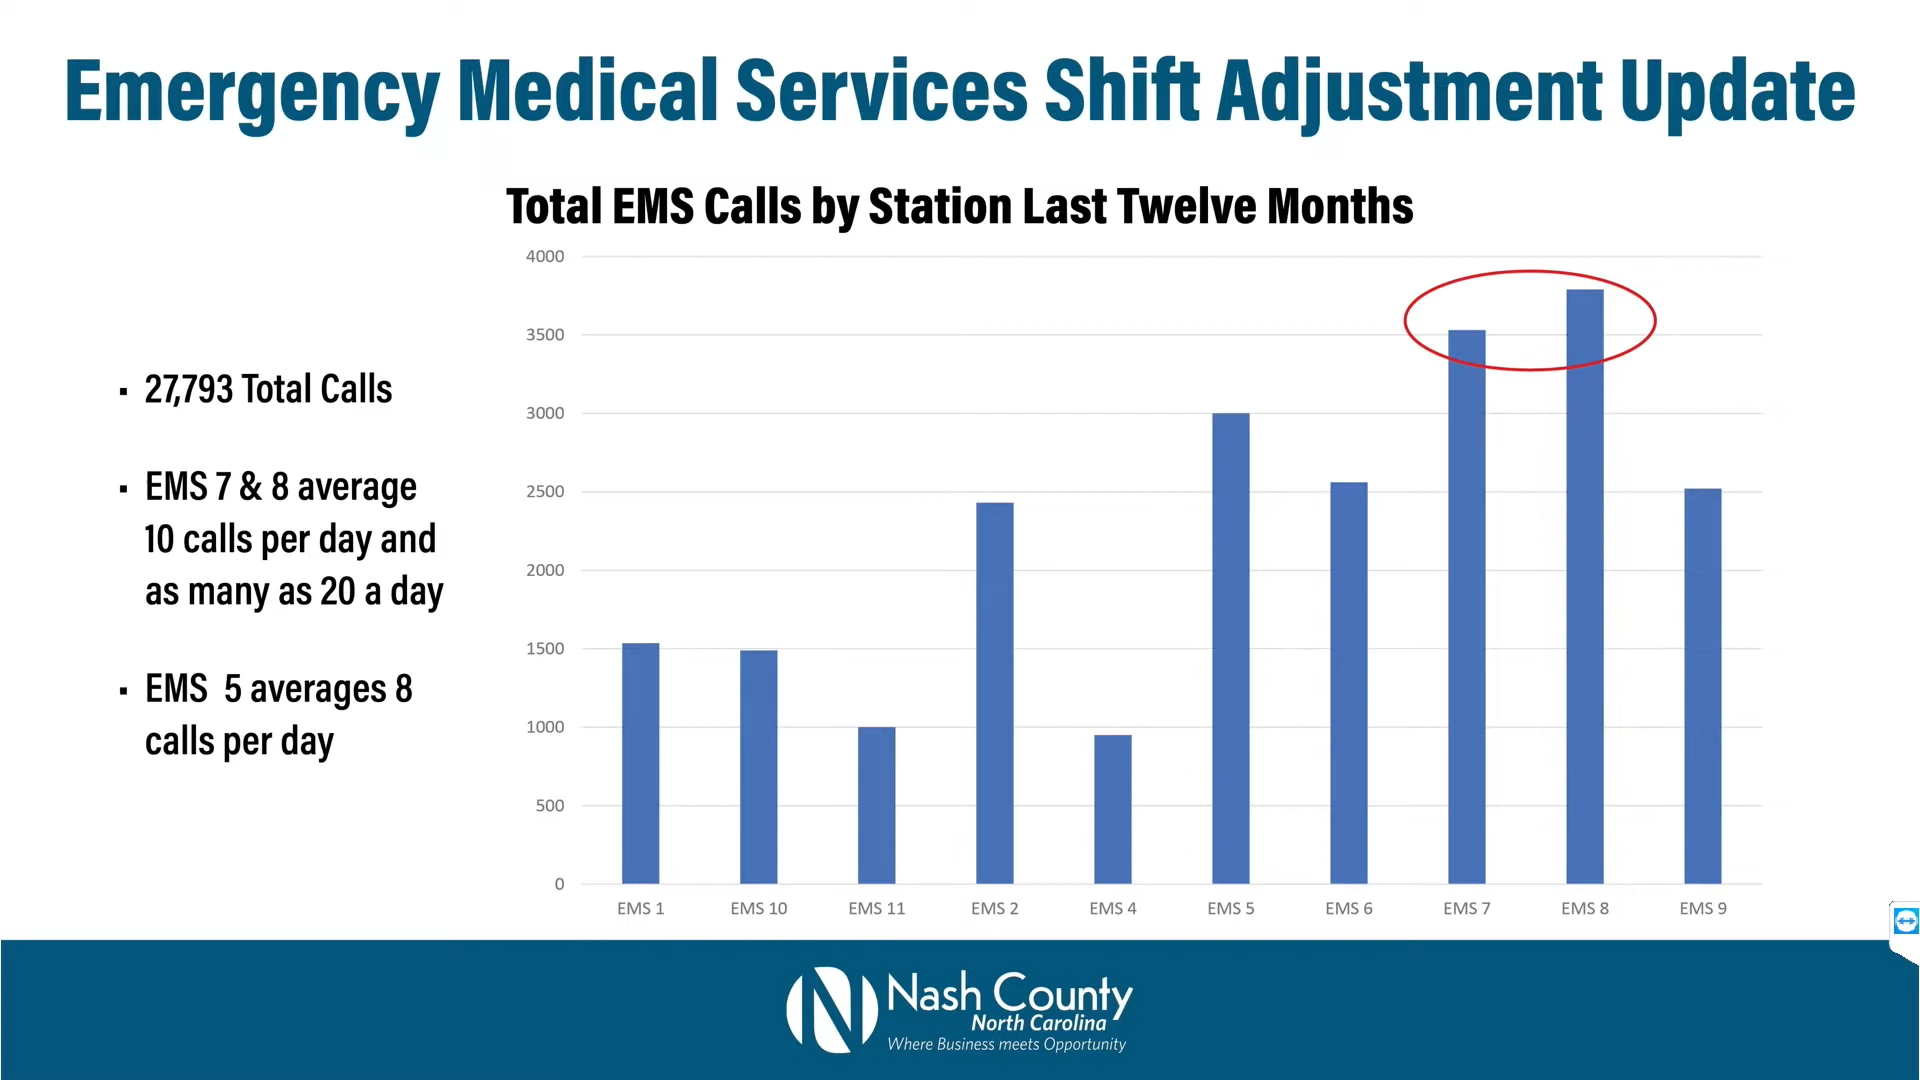 Emergency Medical Services Shift Adjustment Update
Total EMS Calls by Station Last Twelve Months
▪ 27,793 Total Calls
▪ EMS 7 & 8 average
10 calls per day and
as many as 20 a day
▪ EMS 5 averages 8
calls per day
4000
3500
3000
2500
2000
1500
1000
500
0
EMS 1 EMS 10 EMS 11 EMS 2 EMS 4 EMS 5 EMS 6 EMS 7 EMS 8 EMS 9
Nash County
North Carolina
Where Business meets Opportunity